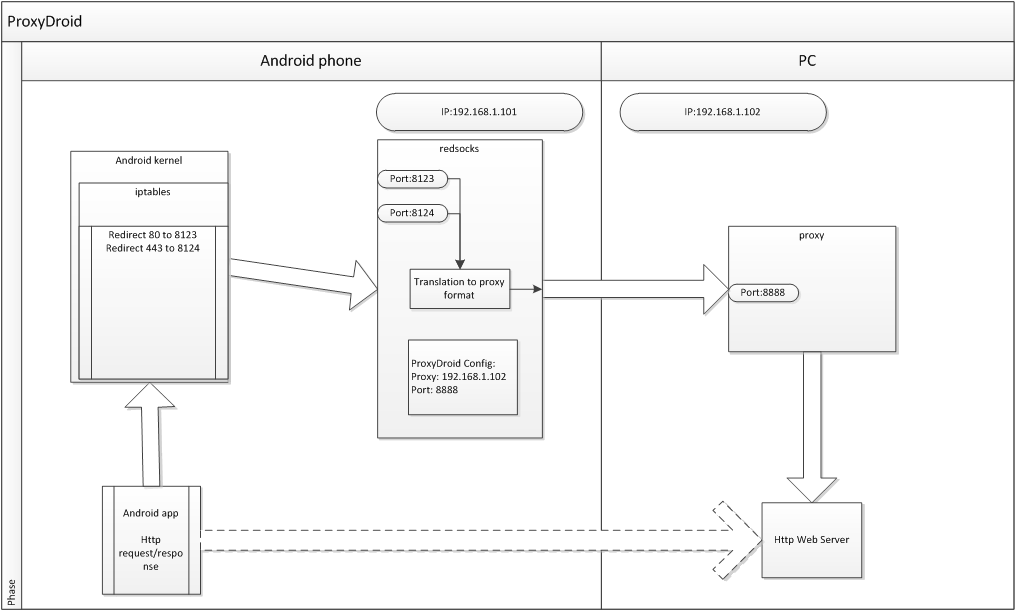 ProxyDroid
Android phone
PC
IP:192.168.1.101
IP:192.168.1.102
Android kernel
iptables
Redirect 80 to 8123
Redirect 443 to 8124
redsocks
Port:8123
Port:8124
Translation to proxy
format
ProxyDroid Config:
Proxy: 192.168.1.102
Port: 8888
proxy
Port:8888
Android app
Http
request/respo
nse
Http Web Server
Phase